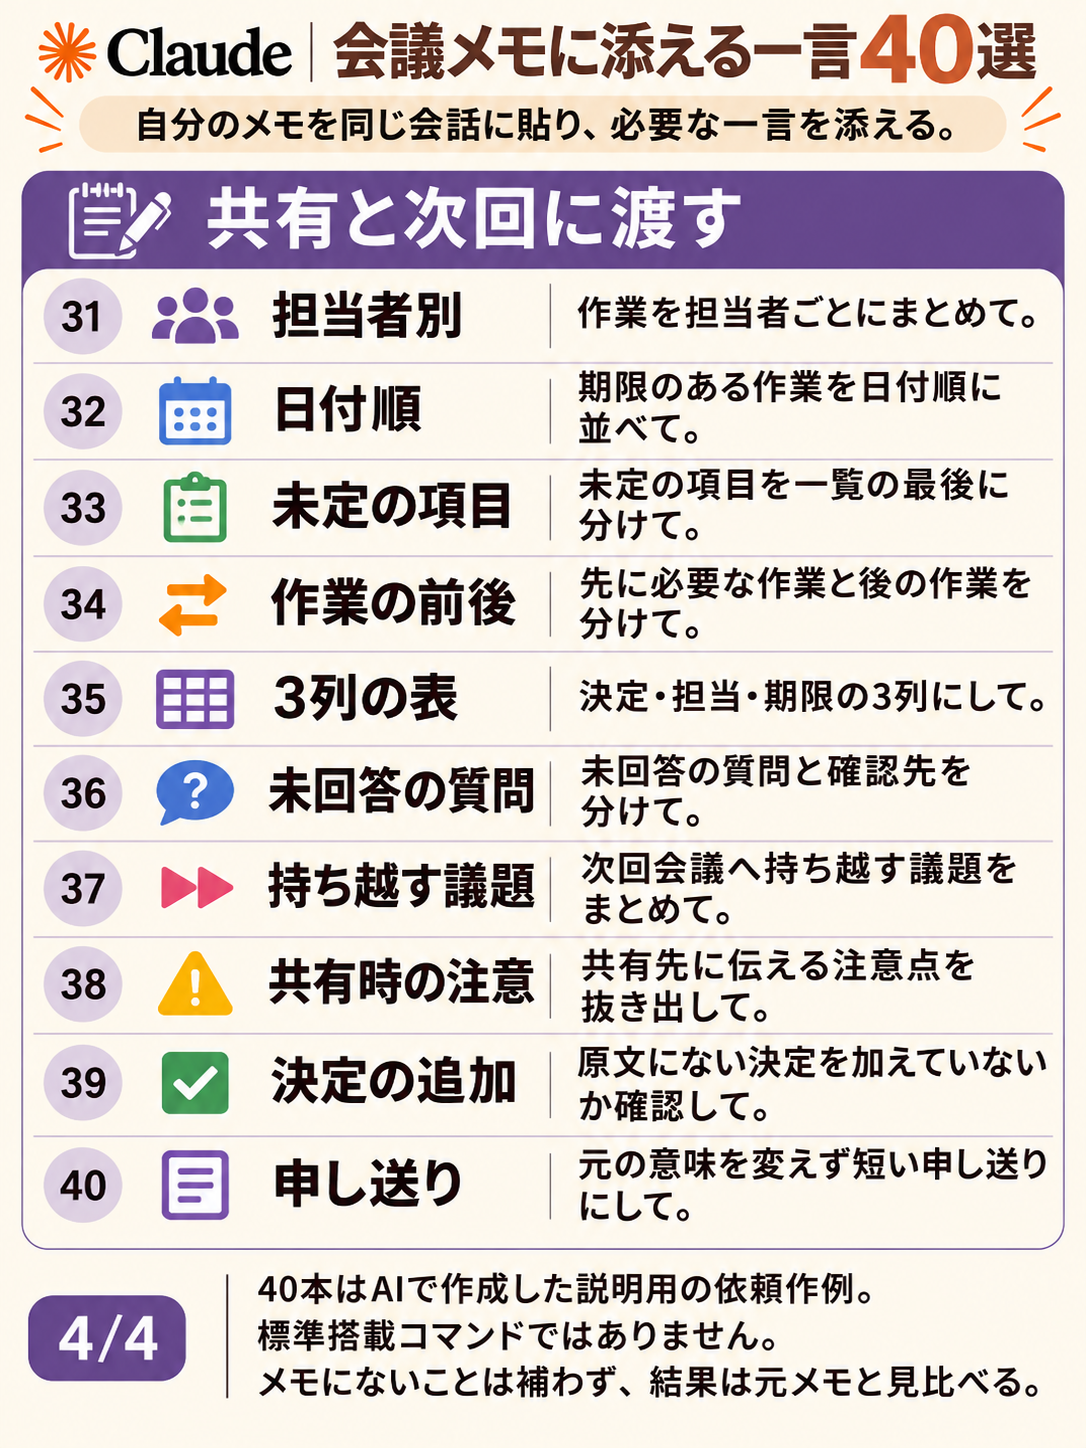 Claude 会議メモに添える一言40選
自分のメモを同じ会話に貼り、必要な一言を添える。
共有と次回に渡す
31 担当者別 作業を担当者ごとにまとめて。
32 日付順 期限のある作業を日付順に
並べて。
33 未定の項目 未定の項目を一覧の最後に
分けて。
34 作業の前後 先に必要な作業と後の作業を
分けて。
35 3列の表 決定・担当・期限の3列にして。
36 未回答の質問 未回答の質問と確認先を
分けて。
37 持ち越す議題 次回会議へ持ち越す議題を
まとめて。
38 共有時の注意 共有先に伝える注意点を
抜き出して。
39 決定の追加 原文にない決定を加えていない
か確認して。
40 申し送り 元の意味を変えず短い申し送り
にして。
4/4
40本はAIで作成した説明用の依頼作例。
標準搭載コマンドではありません。
メモにないことは補わず、結果は元メモと見比べる。